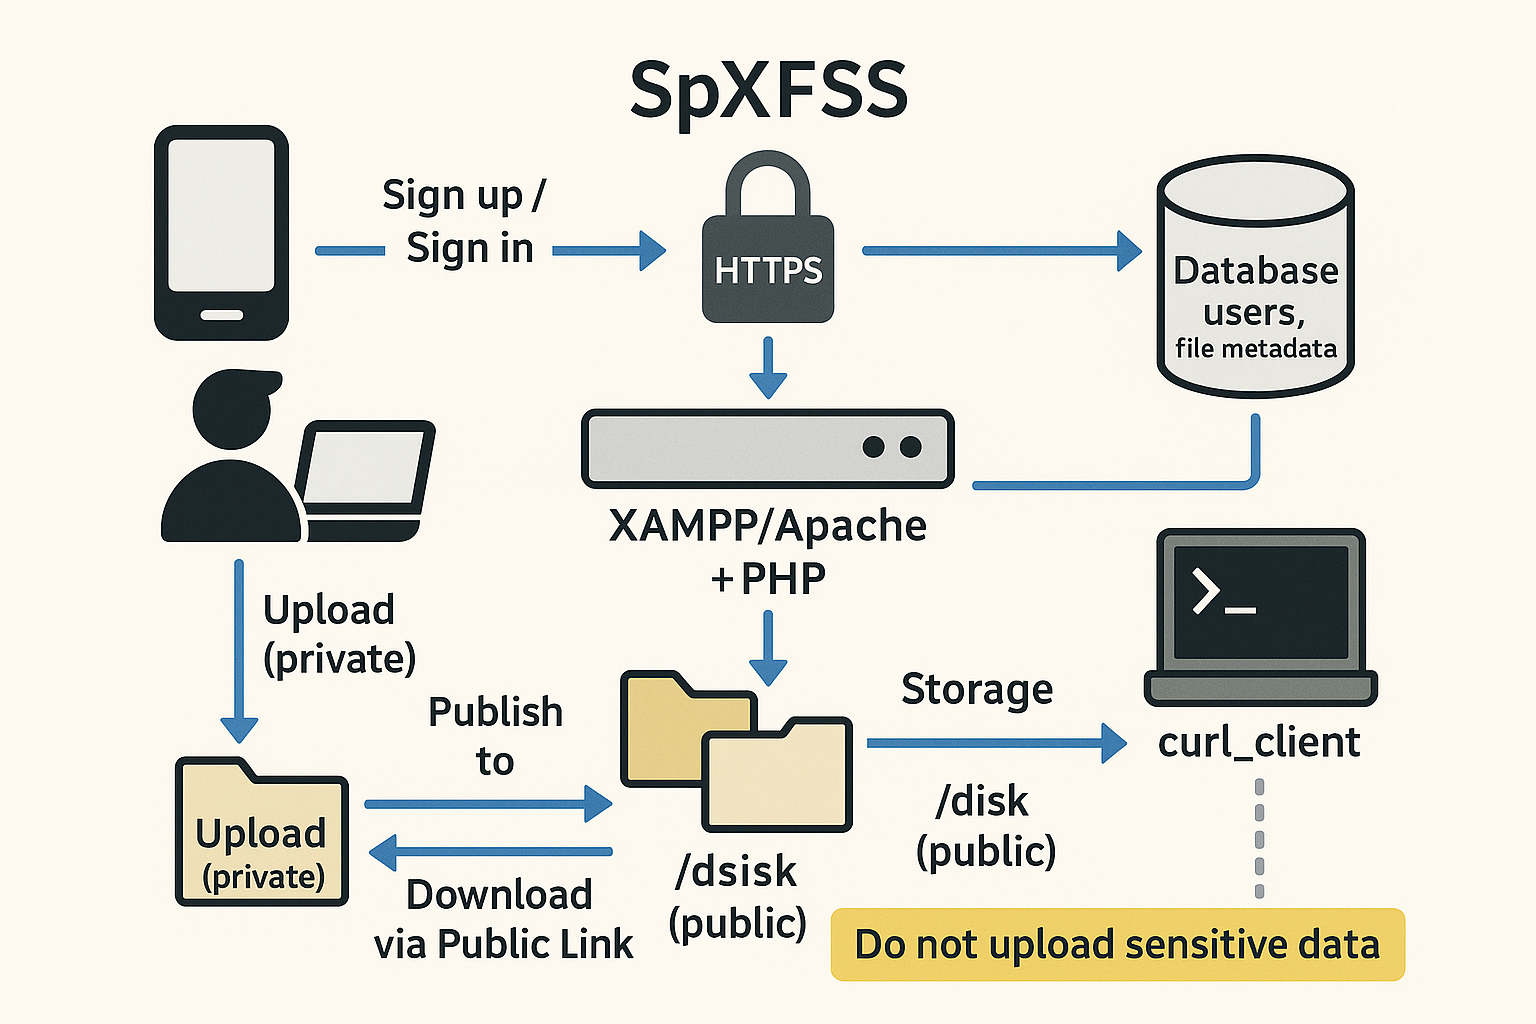 SpXFSS
Sign up /
Sign in
HTTPS
Database
users,
file metadata
XAMPP/Apache
+PHP
Upload
(private)
Publish
to
Storage
>_
curl_client
Upload
(private)
/disk
(public)
/dsisk
(public)
Download
via Public Link
Do not upload sensitive data